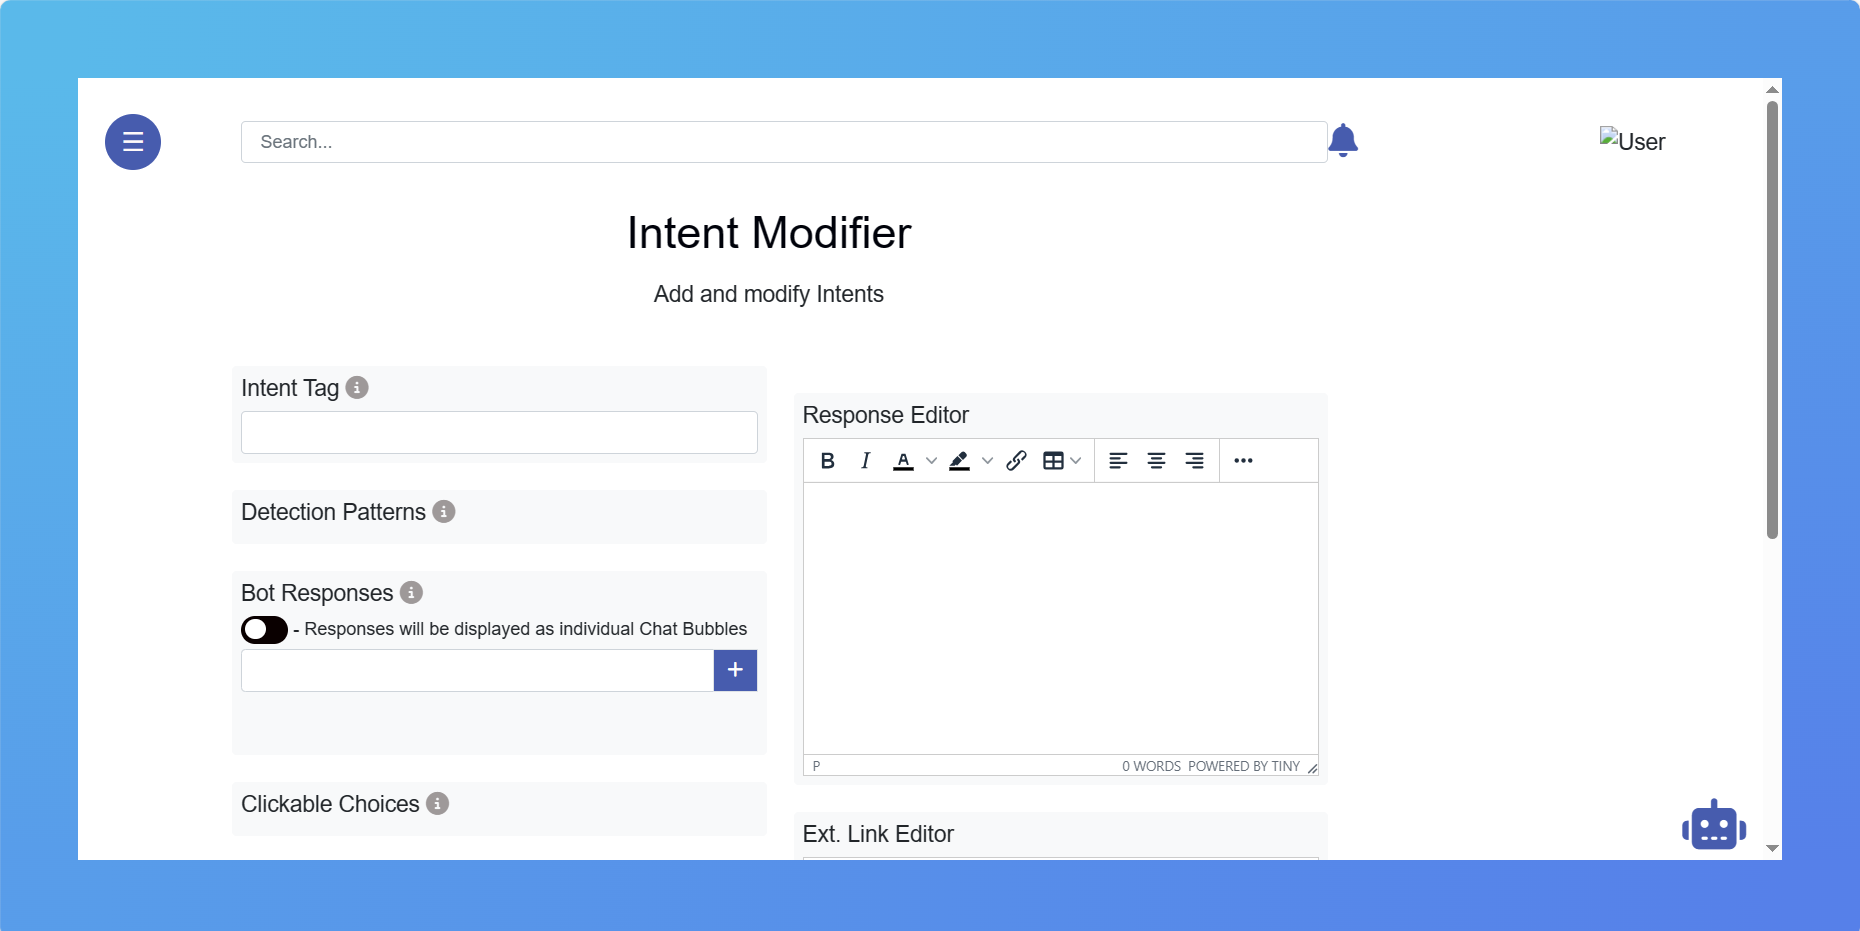 Search...
User
Intent Modifier
Add and modify Intents
Intent Tag
Detection Patterns
Bot Responses
- Responses will be displayed as individual Chat Bubbles
+
Clickable Choices
Response Editor
B I A
P 0 WORDS POWERED BY TINY
Ext. Link Editor